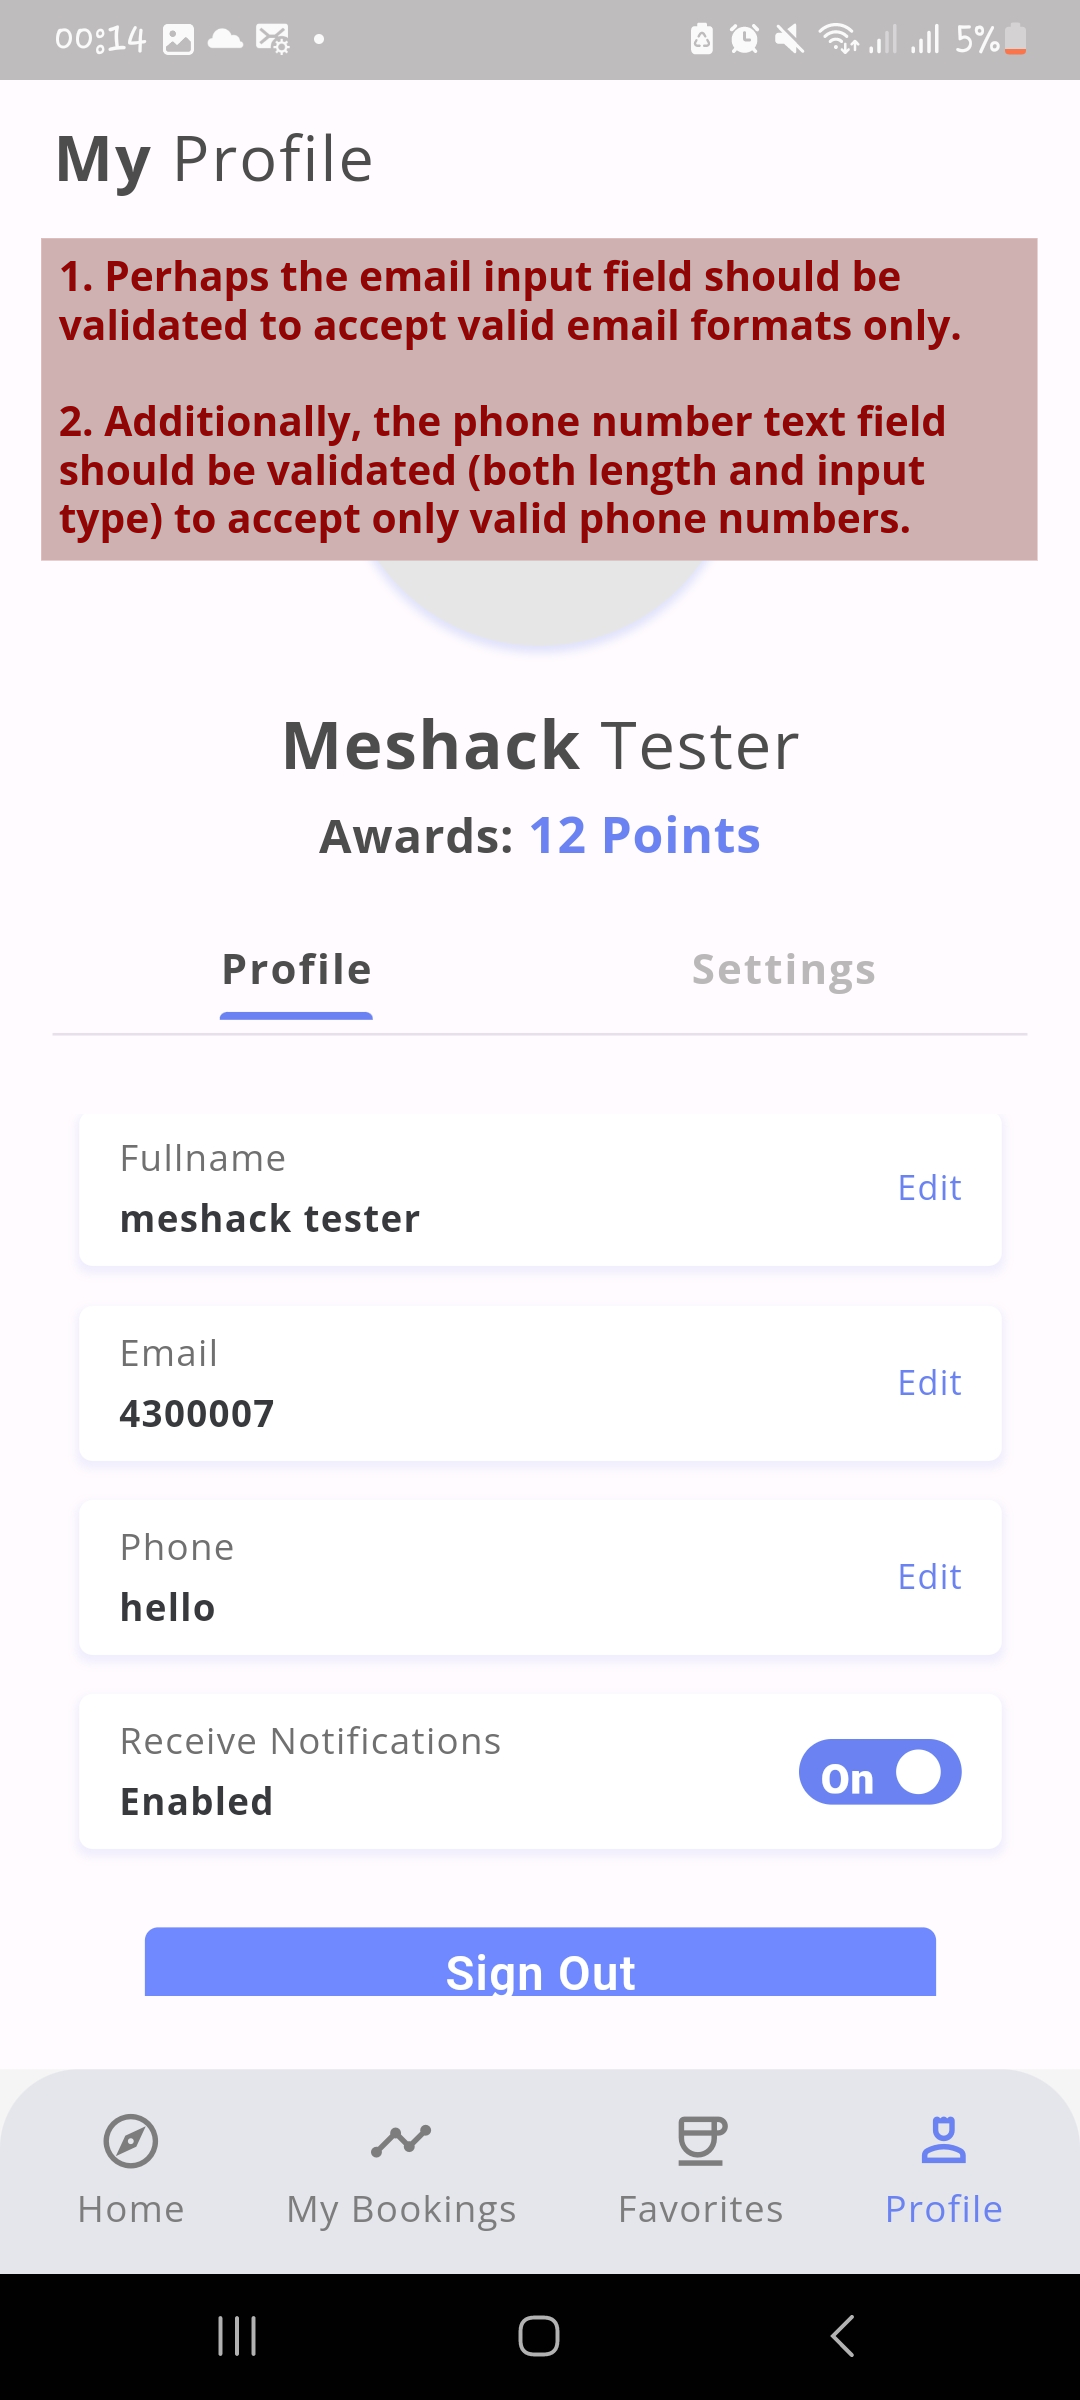 00:14 5%
My Profile
1. Perhaps the email input field should be
validated to accept valid email formats only.
2. Additionally, the phone number text field
should be validated (both length and input
type) to accept only valid phone numbers.
Meshack Tester
Awards: 12 Points
Profile Settings
Fullname
meshack tester
Edit
Email
4300007
Edit
Phone
hello
Edit
Receive Notifications
Enabled
On
Sign Out
Home My Bookings Favorites Profile